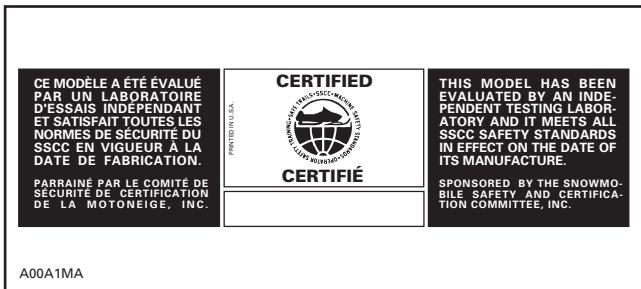 CE MODÈLE A ÉTÉ ÉVALUÉ
PAR UN LABORATOIRE
D'ESSAIS INDÉPENDANT
ET SATISFAIT TOUTES LES
NORMES DE SÉCURITÉ DU
SSCC EN VIGUEUR À LA
DATE DE FABRICATION.
PARRAINÉ PAR LE COMITÉ DE
SÉCURITÉ DE CERTIFICATION
DE LA MOTONEIGE, INC.
PRINTED IN U.S.A.
CERTIFIED
SAFE TRAILS•SSCC•MACHINE SAFETY STANDARDS•OPERATOR SAFETY TRAINING•
CERTIFIÉ
THIS MODEL HAS BEEN
EVALUATED BY AN INDE-
PENDENT TESTING LABOR-
ATORY AND IT MEETS ALL
SSCC SAFETY STANDARDS
IN EFFECT ON THE DATE OF
ITS MANUFACTURE.
SPONSORED BY THE SNOWMO-
BILE SAFETY AND CERTIFICA-
TION COMMITTEE, INC.
A00A1MA